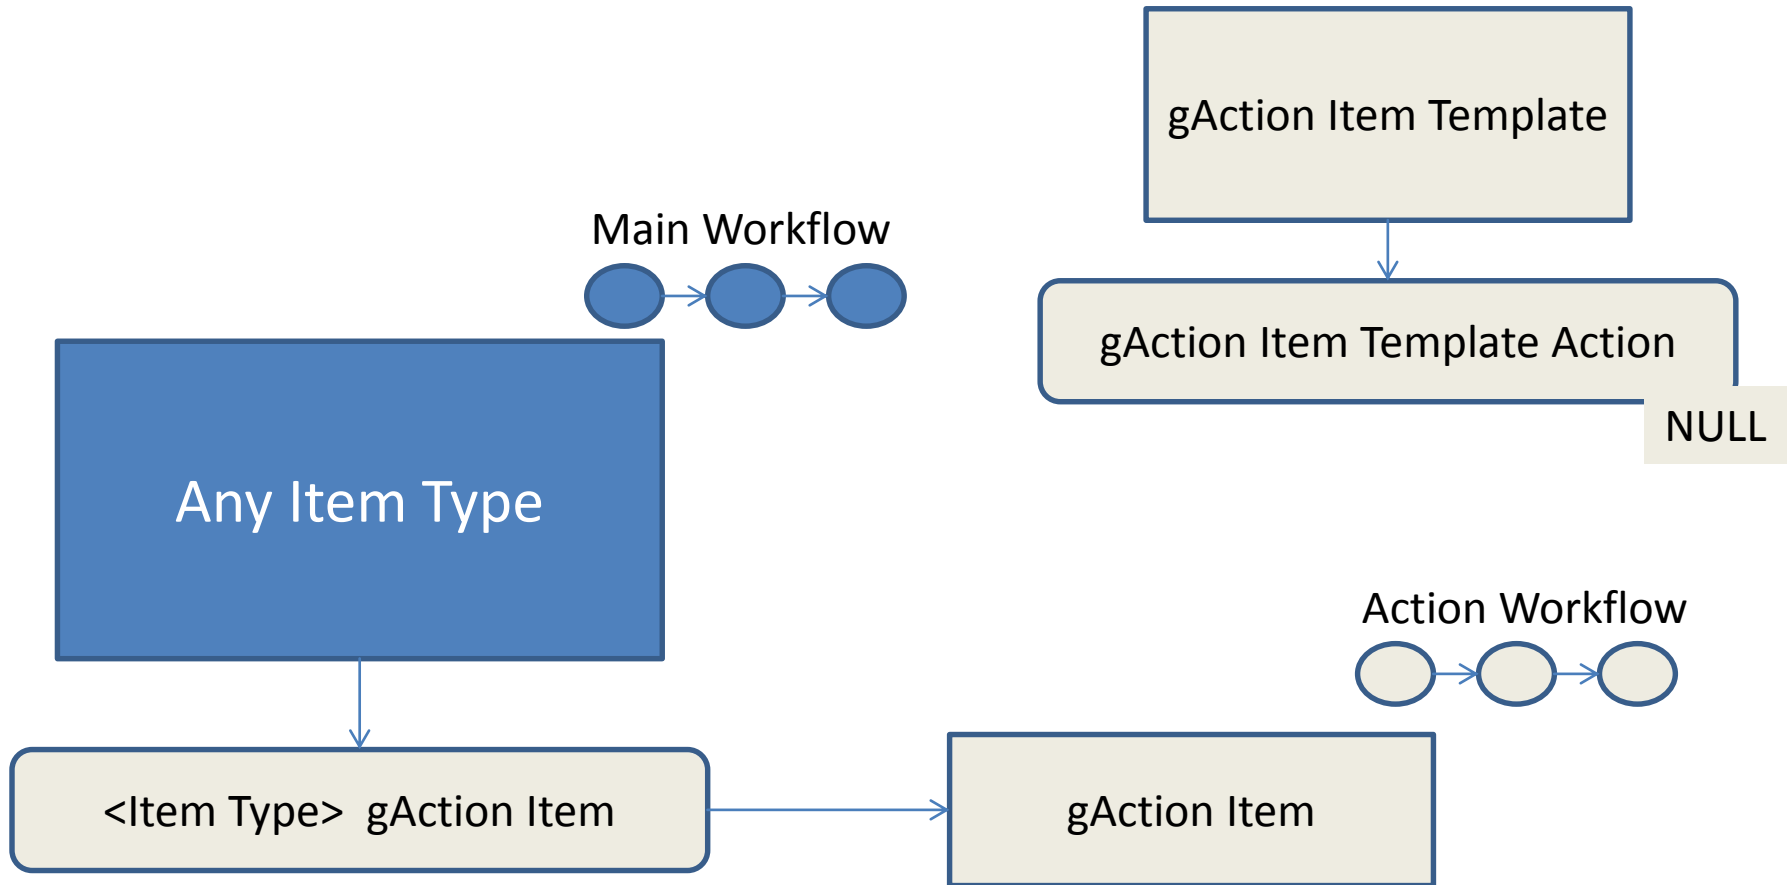 gAction Item Template
Main Workflow
gAction Item Template Action
NULL
Any Item Type
Action Workflow
<Item Type> gAction Item
gAction Item